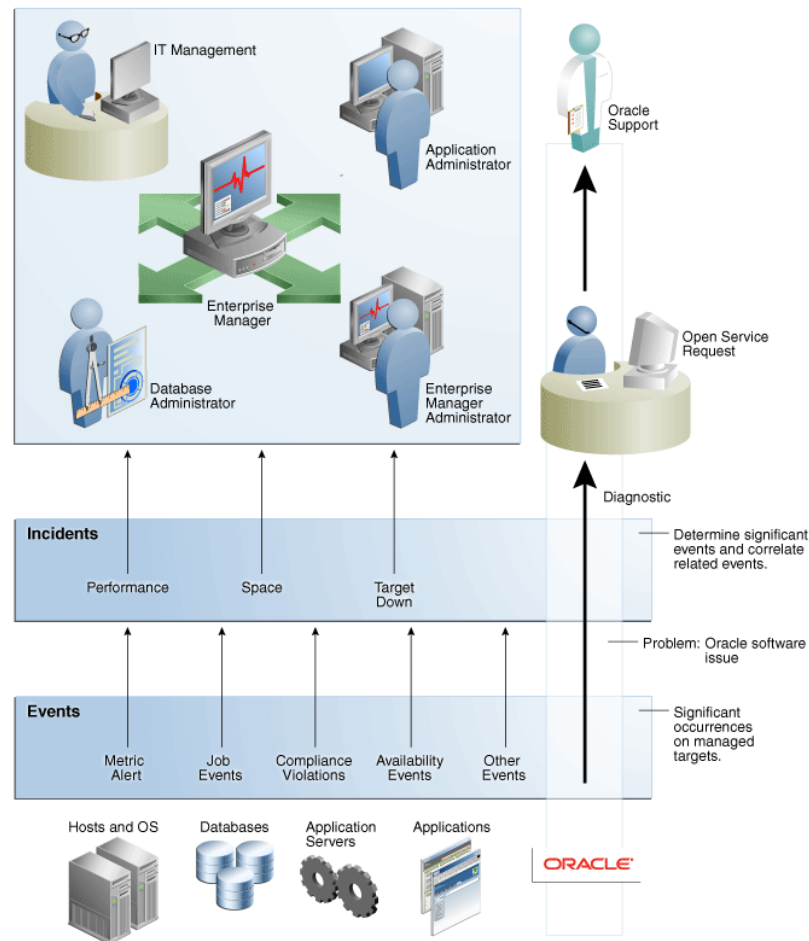 IT Management
Application
Administrator
Oracle
Support
Enterprise
Manager
Open Service
Request
Database
Administrator
Enterprise
Manager
Administrator
Diagnostic
Incidents
Performance
Space
Target
Down
Determine significant
events and correlate
related events.
Problem: Oracle software
issue
Events
Metric
Alert
Job
Events
Compliance
Violations
Availability
Events
Other
Events
Significant
occurrences
on managed
targets.
Hosts and OS
Databases
Application
Servers
Applications
ORACLE